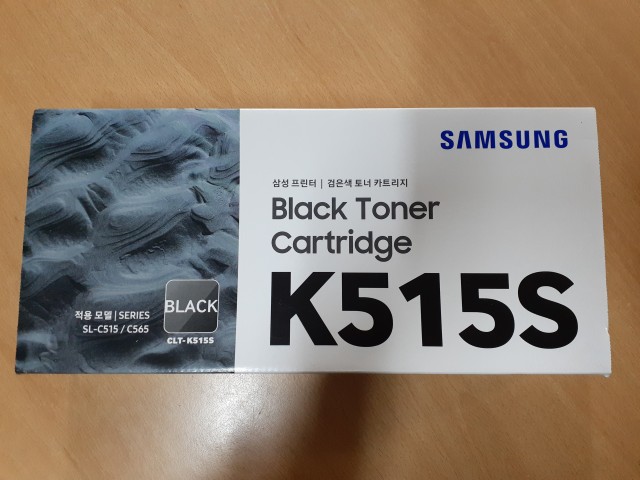 SAMSUNG
삼성 프린터 | 검은색 토너 카트리지
Black Toner
Cartridge
K515S
BLACK
적용 모델 | SERIES
SL-C515 / C565
CLT-K515S